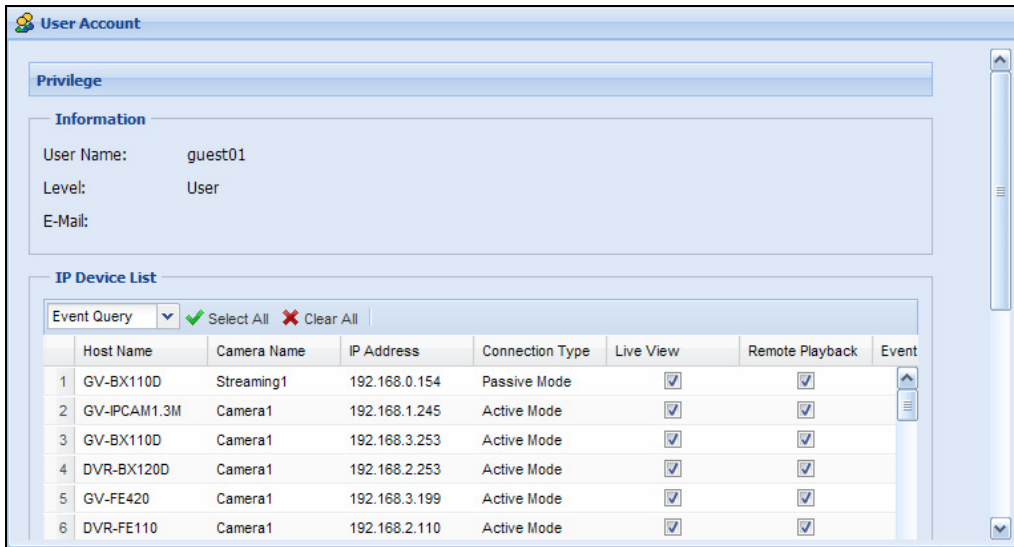 User Account
Privilege
Information
User Name: guest01
Level: User
E-Mail:
IP Device List
Event Query Select All Clear All
Host Name Camera Name IP Address Connection Type Live View Remote Playback Event
1 GV-BX110D Streaming1 192.168.0.154 Passive Mode
2 GV-IPCAM1.3M Camera1 192.168.1.245 Active Mode
3 GV-BX110D Camera1 192.168.3.253 Active Mode
4 DVR-BX120D Camera1 192.168.2.253 Active Mode
5 GV-FE420 Camera1 192.168.3.199 Active Mode
6 DVR-FE110 Camera1 192.168.2.110 Active Mode